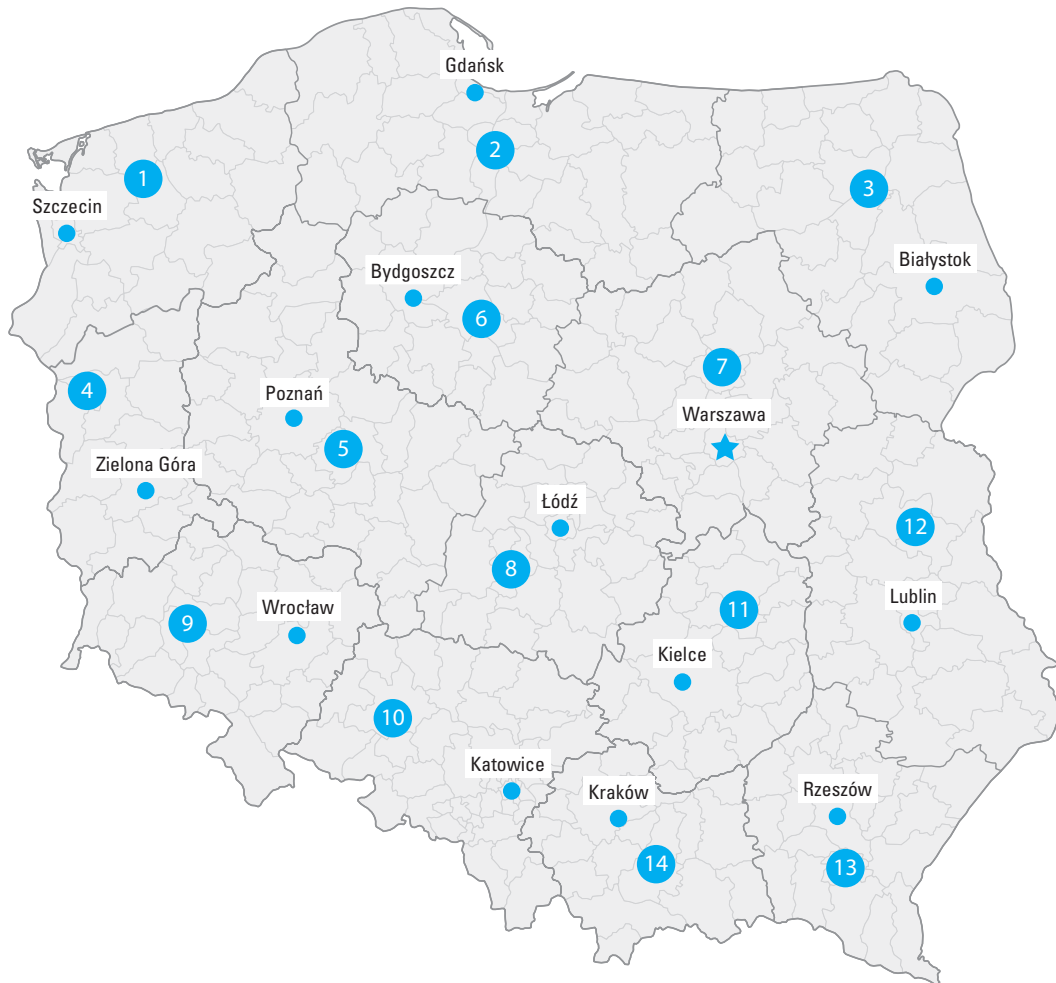 Gdańsk
2
1
3
Szczecin
Białystok
Bydgoszcz
6
7
4
Poznań
Warszawa
5
Zielona Góra
Łódź
12
8
Lublin
11
9
Wrocław
Kielce
10
Katowice
Kraków
Rzeszów
14
13